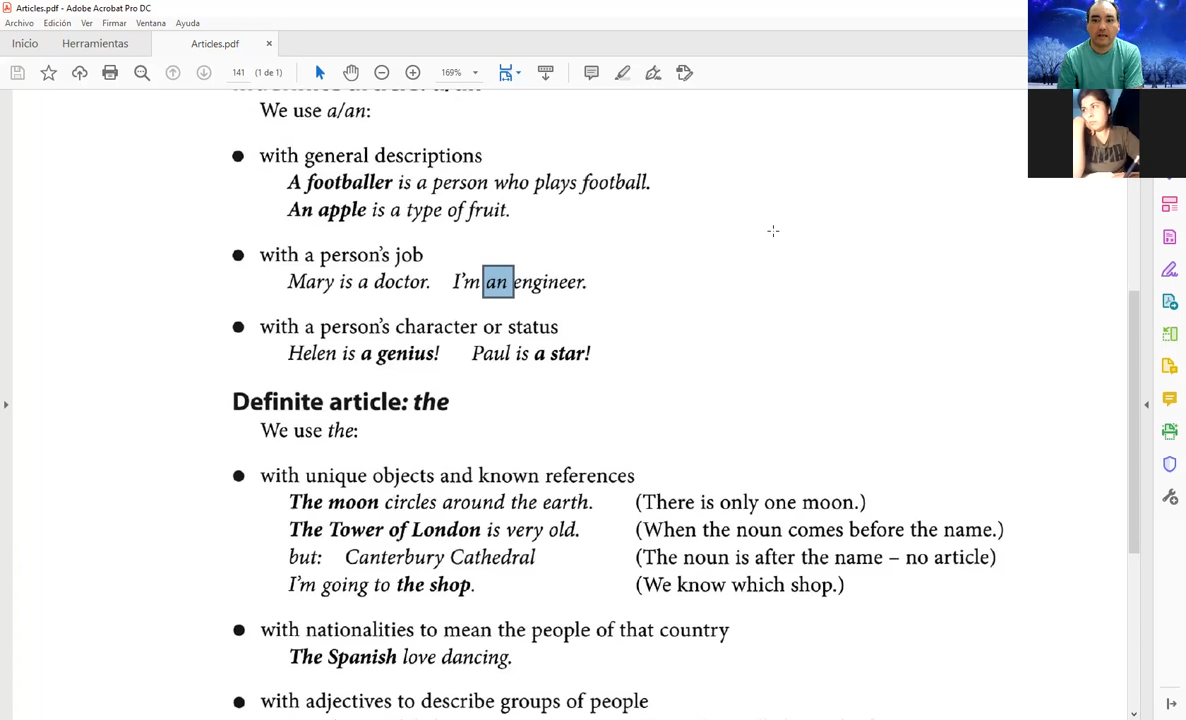 Articles.pdf - Adobe Acrobat Pro DC
Archivo Edición Ver Firmar Ventana Ayuda
Inicio Herramientas Articles.pdf ×
141 (1 de 1) 169%
We use a/an:
● with general descriptions
A footballer is a person who plays football.
An apple is a type of fruit.
● with a person's job
Mary is a doctor. I'm an engineer.
● with a person's character or status
Helen is a genius! Paul is a star!
Definite article: the
We use the:
● with unique objects and known references
The moon circles around the earth. (There is only one moon.)
The Tower of London is very old. (When the noun comes before the name.)
but: Canterbury Cathedral (The noun is after the name – no article)
I'm going to the shop. (We know which shop.)
● with nationalities to mean the people of that country
The Spanish love dancing.
● with adjectives to describe groups of people